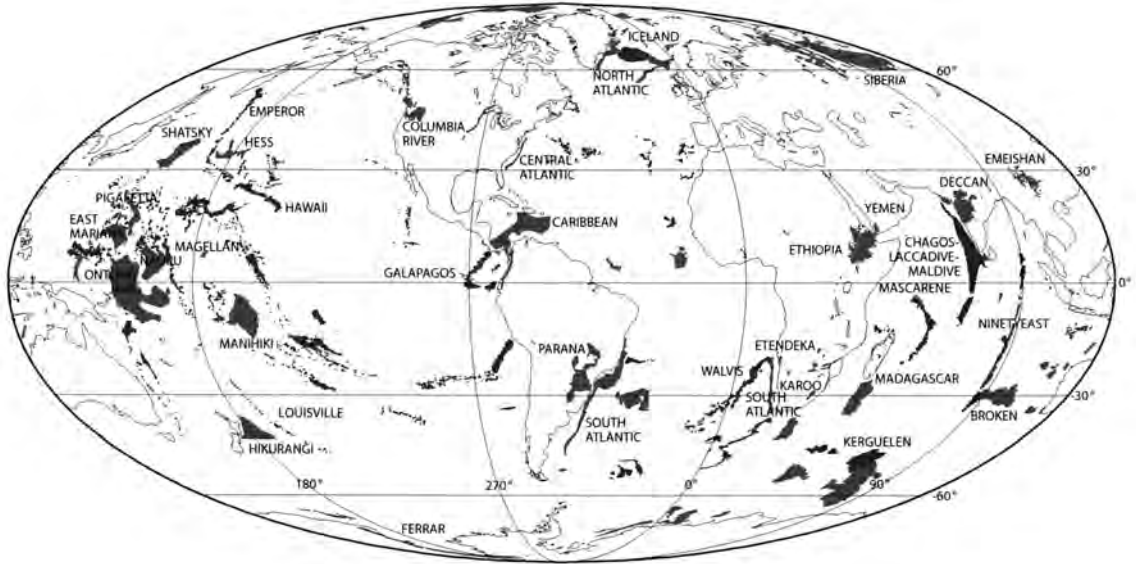 ICELAND
60°
NORTH
ATLANTIC
SIBERIA
EMPEROR
COLUMBIA
RIVER
SHATSKY
HESS
CENTRAL
ATLANTIC
EMEISHAN
30°
DECCAN
PIGAFETTA
HAWAII
YEMEN
EAST
MARIANA
CARIBBEAN
MAGELLAN
NAURU
ETHIOPIA
CHAGOS-
LACCADIVE-
MALDIVE
ONTONG
GALAPAGOS
0°
MASCARENE
NINETYEAST
MANIHIKI
PARANA
ETENDEKA
WALVIS
KAROO
MADAGASCAR
-30°
LOUISVILLE
SOUTH
ATLANTIC
BROKEN
SOUTH
ATLANTIC
HIKURANGI
KERGUELEN
180°
270°
0°
90°
-60°
FERRAR